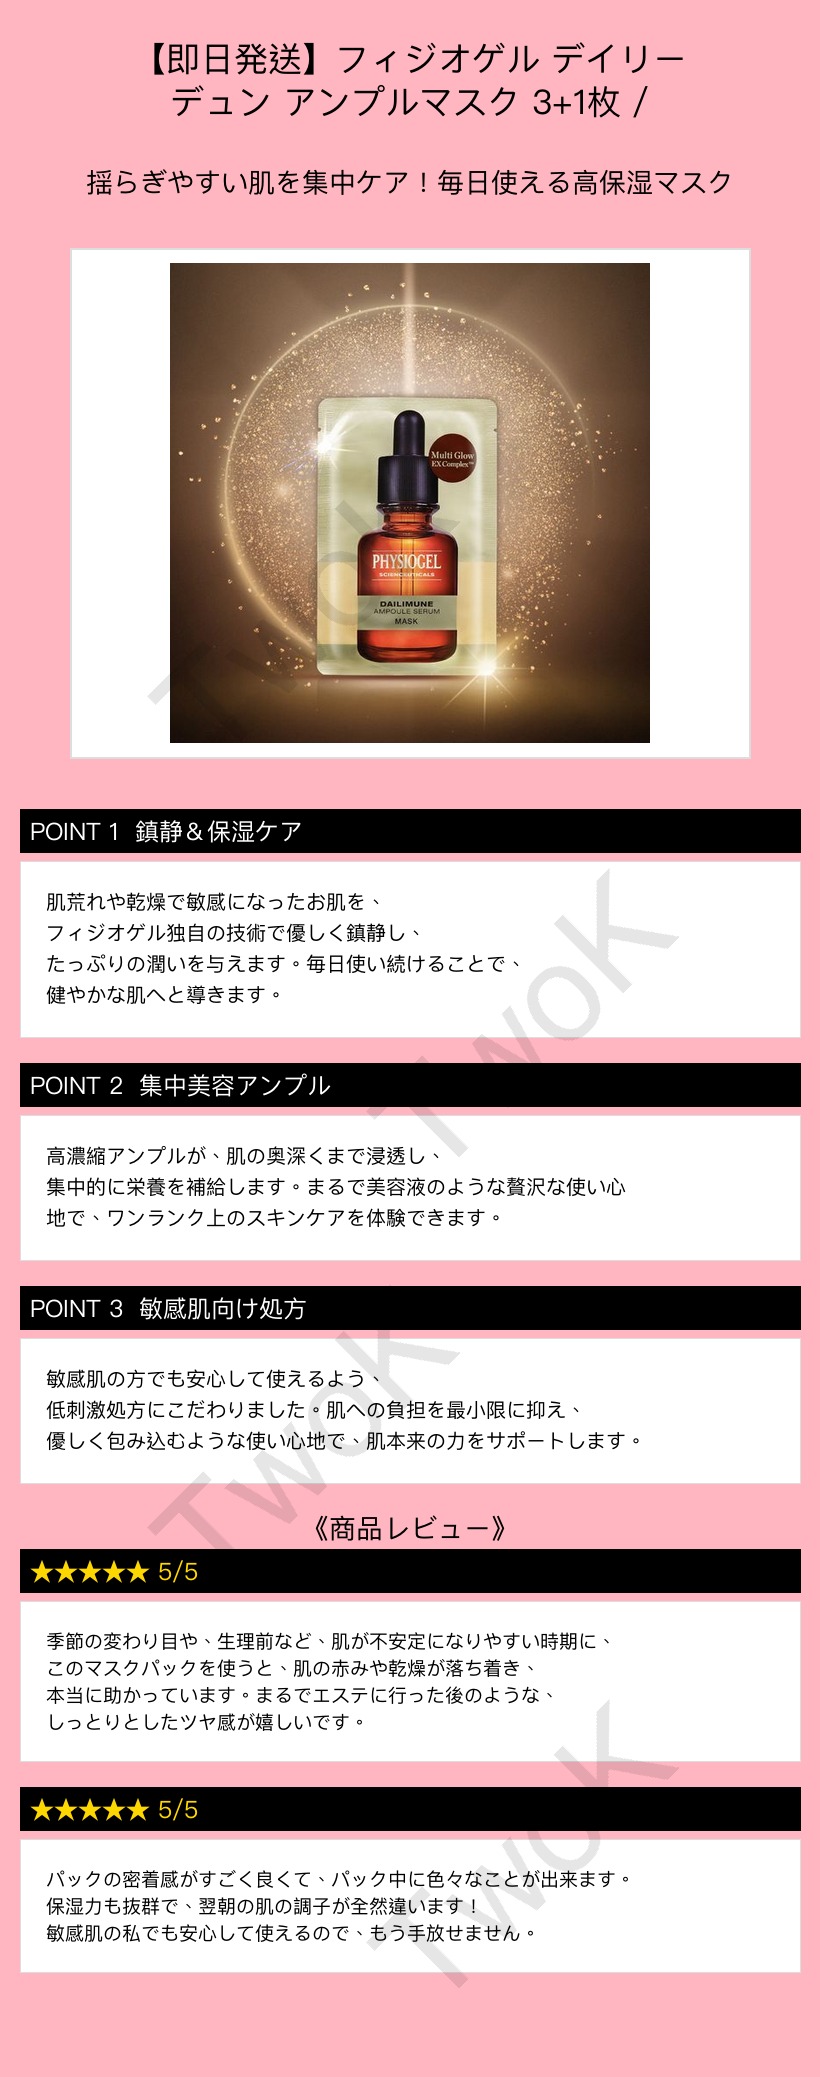 【即日発送】フィジオゲル デイリー
デュン アンプルマスク 3+1枚 /
揺らぎやすい肌を集中ケア！毎日使える高保湿マスク
Multi Glow
EX Complex™
PHYSIOGEL
SCIENCEUTICALS
DAILIMUNE
AMPOULE SERUM
MASK
TwoK
POINT 1 鎮静＆保湿ケア
肌荒れや乾燥で敏感になったお肌を、
フィジオゲル独自の技術で優しく鎮静し、
たっぷりの潤いを与えます。毎日使い続けることで、
健やかな肌へと導きます。
TwoK
POINT 2 集中美容アンプル
高濃縮アンプルが、肌の奥深くまで浸透し、
集中的に栄養を補給します。まるで美容液のような贅沢な使い心
地で、ワンランク上のスキンケアを体験できます。
POINT 3 敏感肌向け処方
敏感肌の方でも安心して使えるよう、
低刺激処方にこだわりました。肌への負担を最小限に抑え、
優しく包み込むような使い心地で、肌本来の力をサポートします。
TwoK
《商品レビュー》
★★★★★ 5/5
季節の変わり目や、生理前など、肌が不安定になりやすい時期に、
このマスクパックを使うと、肌の赤みや乾燥が落ち着き、
本当に助かっています。まるでエステに行った後のような、
しっとりとしたツヤ感が嬉しいです。
★★★★★ 5/5
パックの密着感がすごく良くて、パック中に色々なことが出来ます。
保湿力も抜群で、翌朝の肌の調子が全然違います！
敏感肌の私でも安心して使えるので、もう手放せません。
TwoK